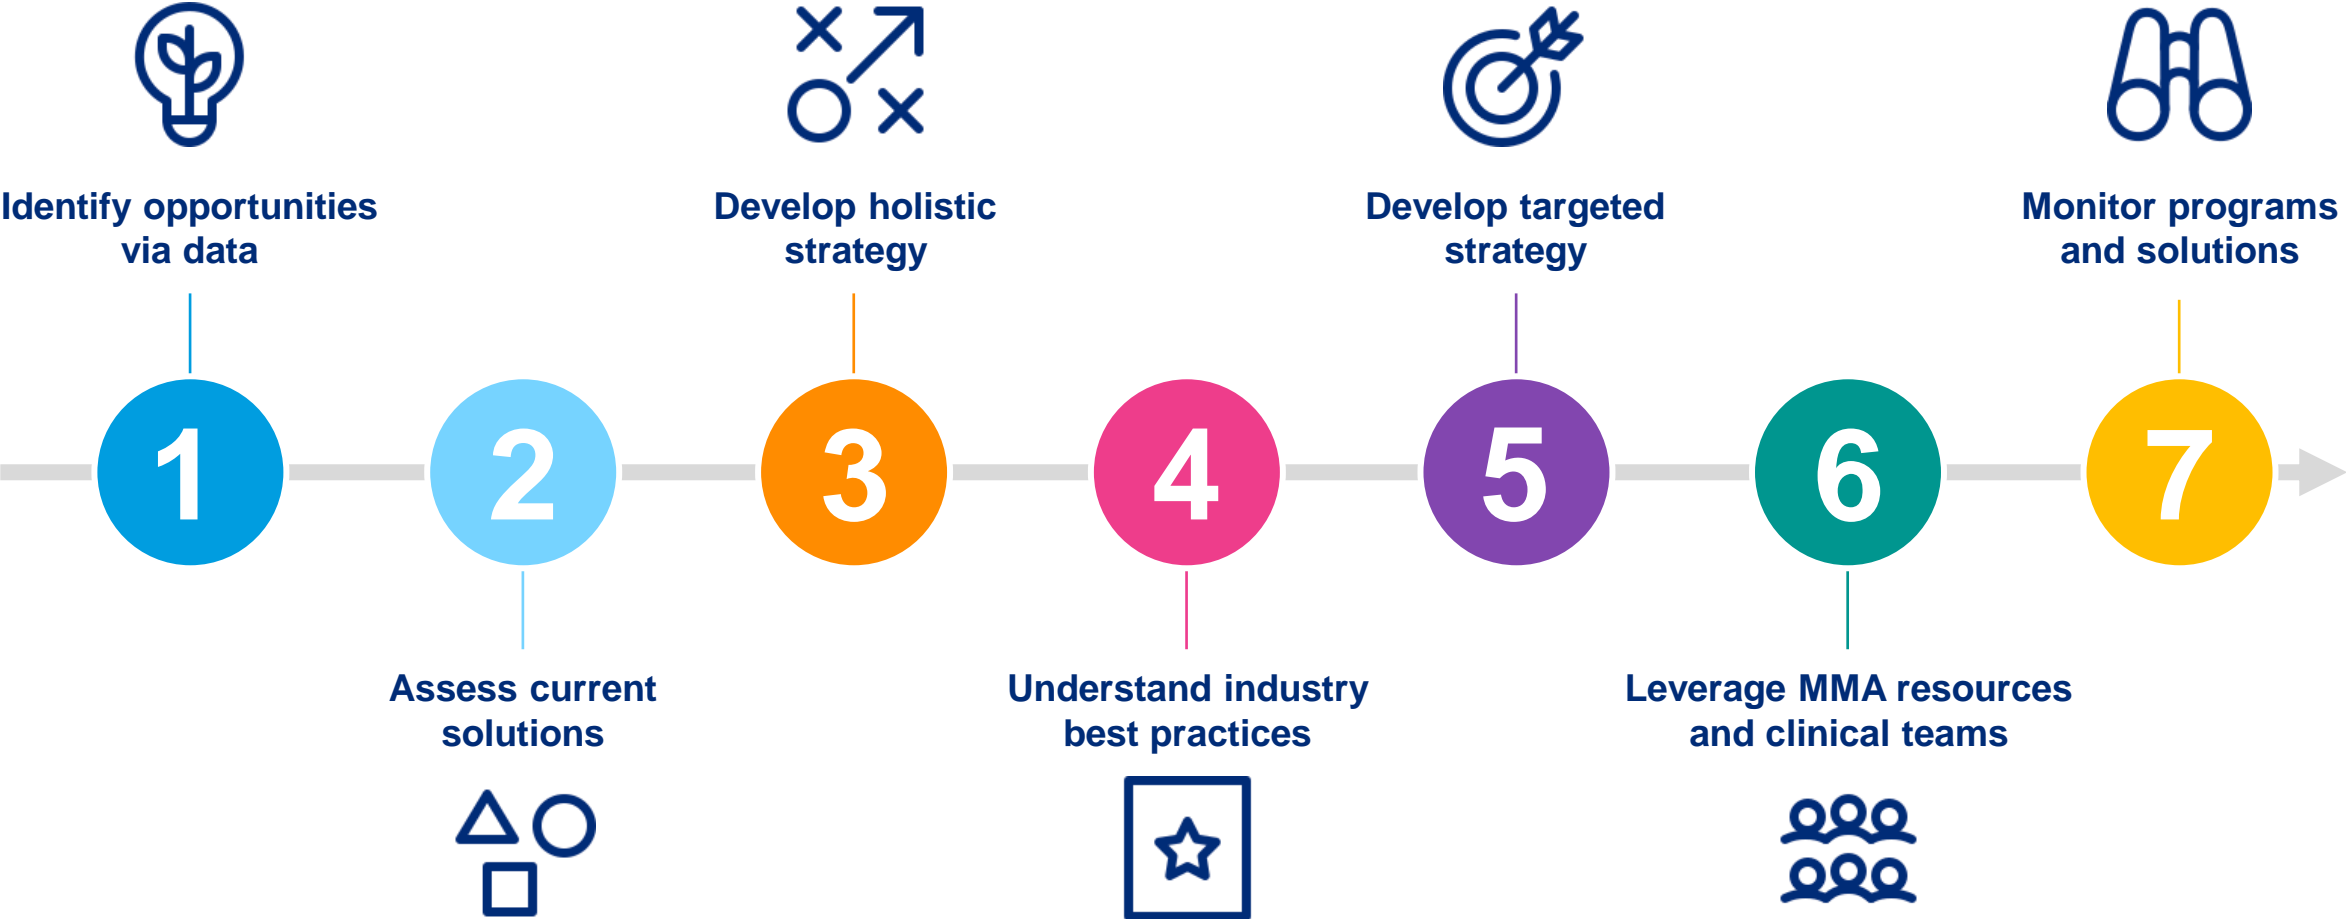 Identify opportunities
via data
Develop holistic
strategy
Develop targeted
strategy
Monitor programs
and solutions
1
2
3
4
5
6
7
Assess current
solutions
Understand industry
best practices
Leverage MMA resources
and clinical teams